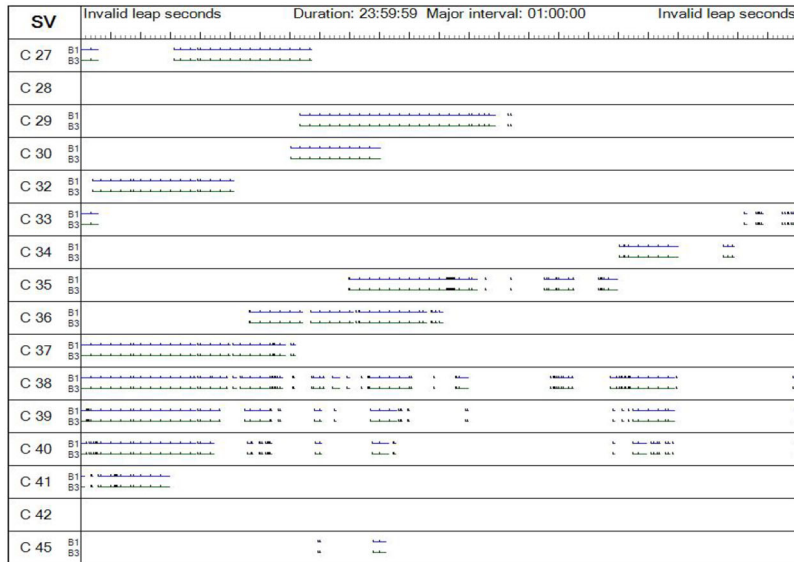 SV Invalid leap seconds Duration: 23:59:59 Major interval: 01:00:00 Invalid leap seconds
C 27 B1
B3
C 28
C 29 B1
B3
C 30 B1
B3
C 32 B1
B3
C 33 B1
B3
C 34 B1
B3
C 35 B1
B3
C 36 B1
B3
C 37 B1
B3
C 38 B1
B3
C 39 B1
B3
C 40 B1
B3
C 41 B1
B3
C 42
C 45 B1
B3